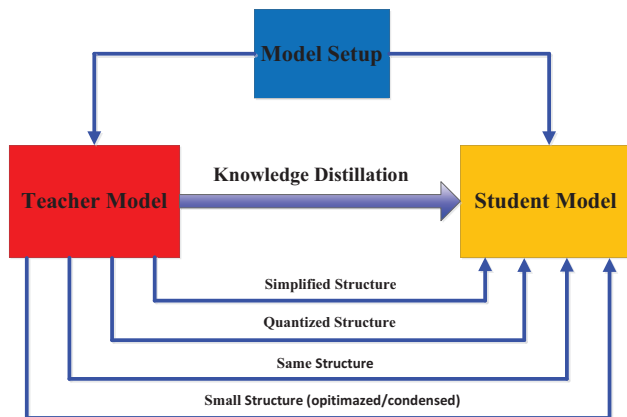 Model Setup
Knowledge Distillation
Teacher Model
Student Model
Simplified Structure
Quantized Structure
Same Structure
Small Structure (opitimazed/condensed)